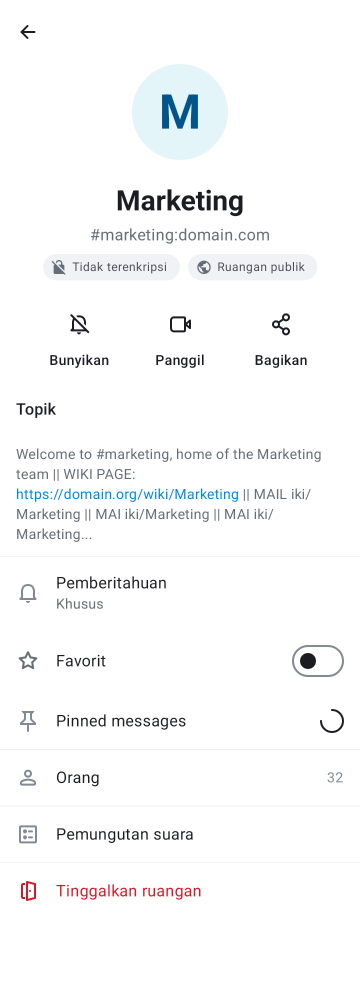 M
Marketing
#marketing:domain.com
Tidak terenkripsi
Ruangan publik
Bunyikan
Panggil
Bagikan
Topik
Welcome to #marketing, home of the Marketing
team || WIKI PAGE:
https://domain.org/wiki/Marketing || MAIL iki/
Marketing || MAI iki/Marketing || MAI iki/
Marketing...
Pemberitahuan
Khusus
Favorit
Pinned messages
Orang 32
Pemungutan suara
Tinggalkan ruangan